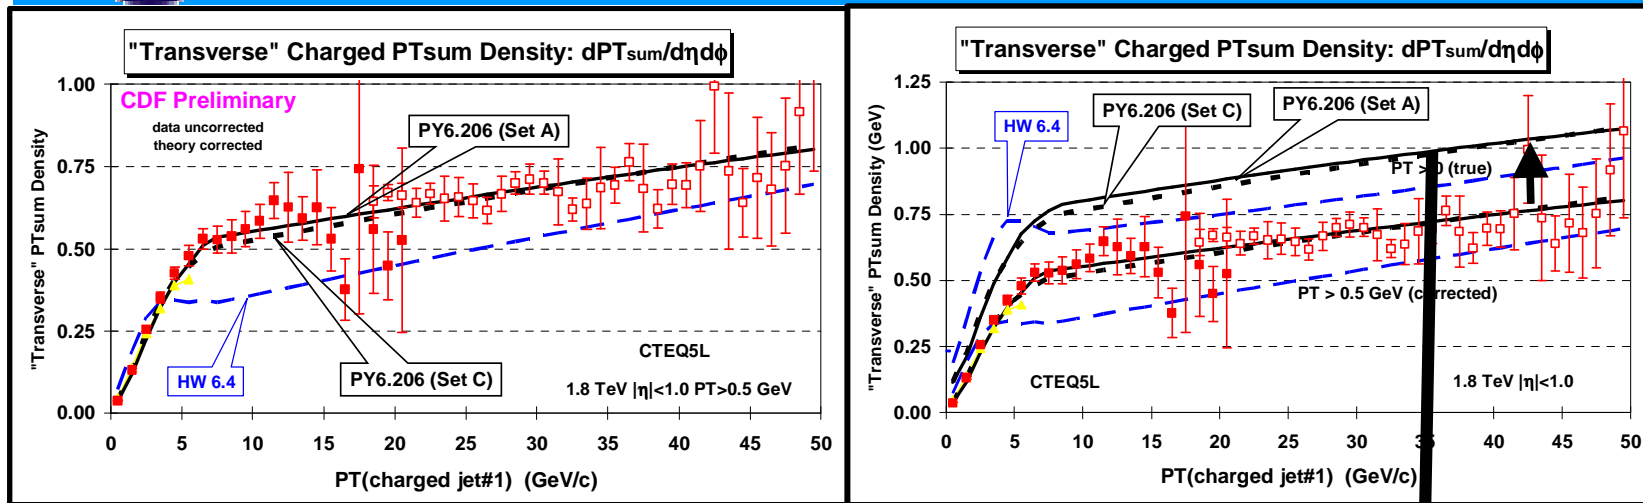 "Transverse" Charged PTsum Density: dPTsum/dηdϕ
CDF Preliminary
data uncorrected
theory corrected
PY6.206 (Set A)
PY6.206 (Set C)
HW 6.4
CTEQ5L
1.8 TeV |η|<1.0 PT>0.5 GeV
"Transverse" PTsum Density
1.00
0.75
0.50
0.25
0.00
0 5 10 15 20 25 30 35 40 45 50
PT(charged jet#1) (GeV/c)
"Transverse" Charged PTsum Density: dPTsum/dηdϕ
HW 6.4
PY6.206 (Set C)
PY6.206 (Set A)
PT > 0 (true)
PT > 0.5 GeV (corrected)
CTEQ5L
1.8 TeV |η|<1.0
"Transverse" PTsum Density (GeV)
1.25
1.00
0.75
0.50
0.25
0.00
0 5 10 15 20 25 30 35 40 45 50
PT(charged jet#1) (GeV/c)